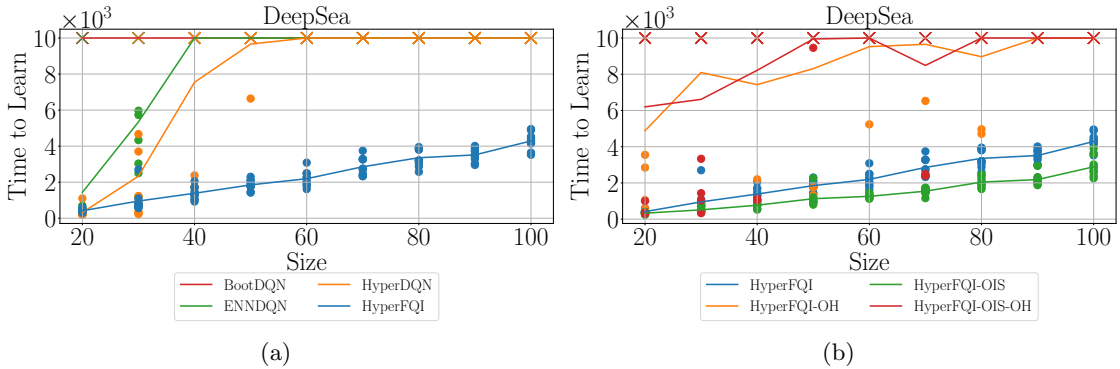 ×10³ DeepSea
10
8
6
4
2
0
Time to Learn
20 40 60 80 100
Size
BootDQN HyperDQN
ENNDQN HyperFQI
(a)
×10³ DeepSea
10
8
6
4
2
0
Time to Learn
20 40 60 80 100
Size
HyperFQI HyperFQI-OIS
HyperFQI-OH HyperFQI-OIS-OH
(b)